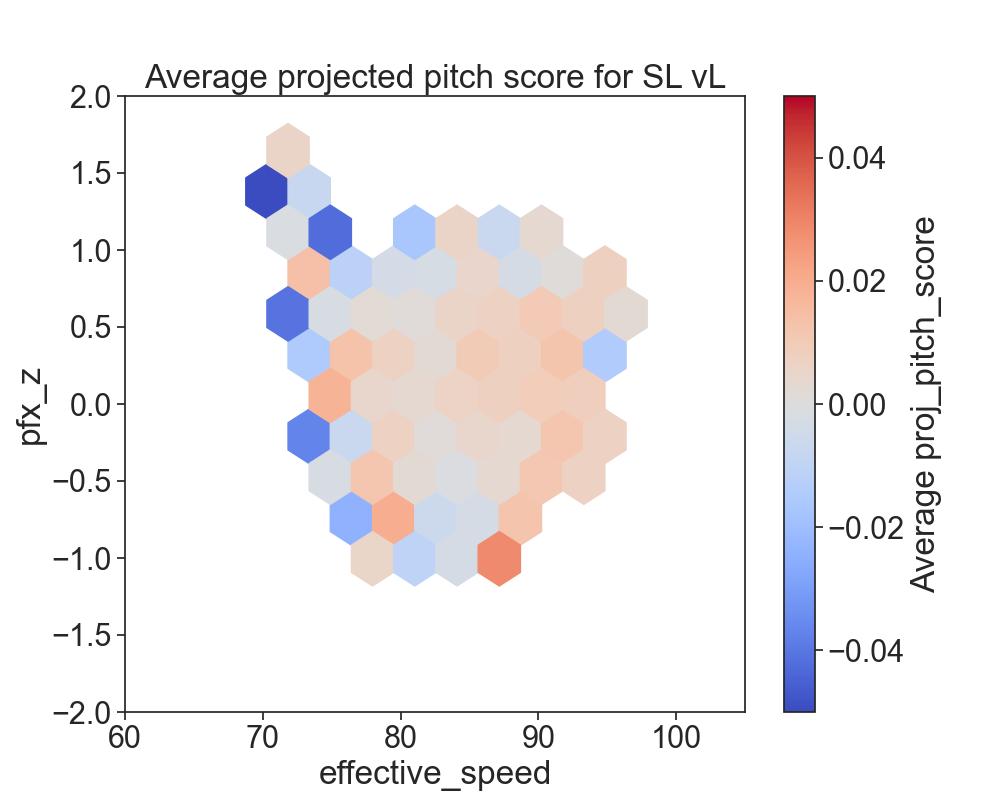 Average projected pitch score for SL vL
2.0
1.5
1.0
0.5
0.0
−0.5
−1.0
−1.5
−2.0
pfx_z
60 70 80 90 100
effective_speed
0.04
0.02
0.00
−0.02
−0.04
Average proj_pitch_score